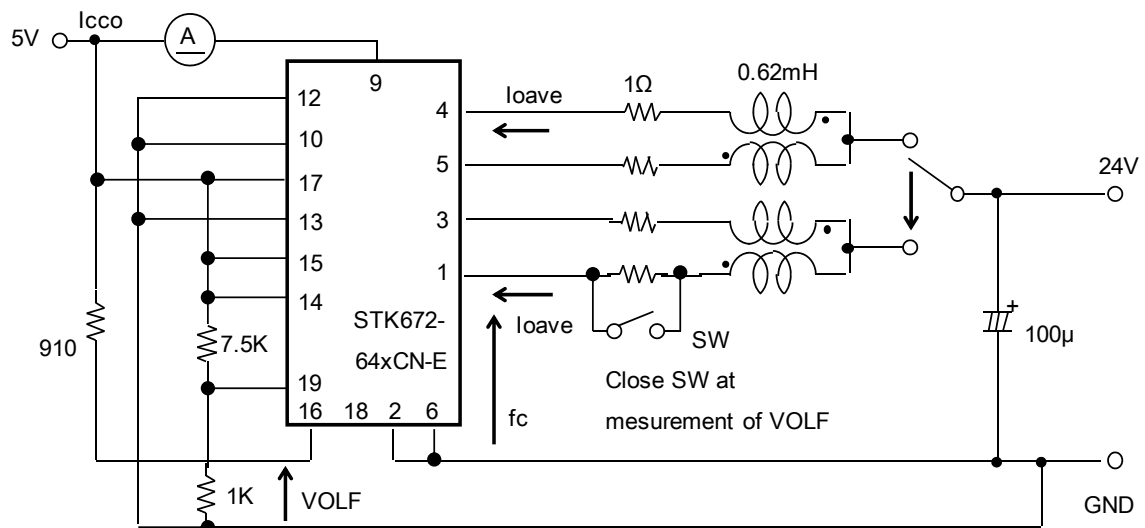 Icco
5V
A
0.62mH
1Ω
9
12
4
Ioave
10
5
17
24V
13
3
15
1
14
Ioave
STK672-
64xCN-E
SW
910
7.5K
100µ
+
Close SW at
mesurement of VOLF
19
16 18 2 6
fc
1K
VOLF
GND